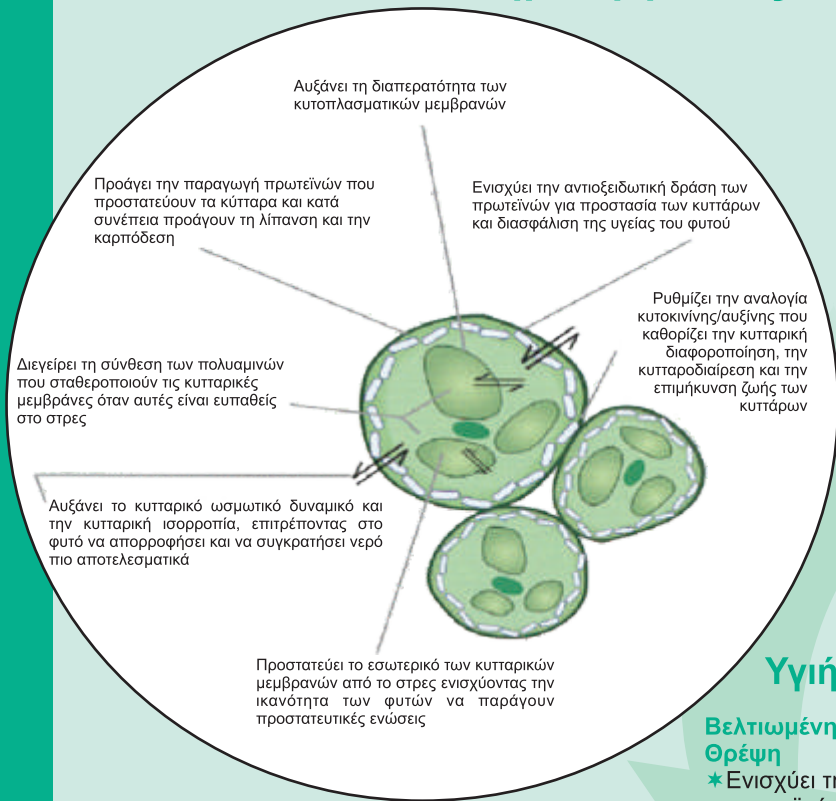 Αυξάνει τη διαπερατότητα των
κυτοπλασματικών μεμβρανών
Προάγει την παραγωγή πρωτεϊνών που
προστατεύουν τα κύτταρα και κατά
συνέπεια προάγουν τη λίπανση και την
καρπόδεση
Ενισχύει την αντιοξειδωτική δράση των
πρωτεϊνών για προστασία των κυττάρων
και διασφάλιση της υγείας του φυτού
Ρυθμίζει την αναλογία
κυτοκινίνης/αυξίνης που
καθορίζει την κυτταρική
διαφοροποίηση, την
κυτταροδιαίρεση και την
επιμήκυνση ζωής των
κυττάρων
Διεγείρει τη σύνθεση των πολυαμινών
που σταθεροποιούν τις κυτταρικές
μεμβράνες όταν αυτές είναι ευπαθείς
στο στρες
Αυξάνει το κυτταρικό ωσμωτικό δυναμικό και
την κυτταρική ισορροπία, επιτρέποντας στο
φυτό να απορροφήσει και να συγκρατήσει νερό
πιο αποτελεσματικά
Προστατεύει το εσωτερικό των κυτταρικών
μεμβρανών από το στρες ενισχύοντας την
ικανότητα των φυτών να παράγουν
προστατευτικές ενώσεις
Υγιή
Βελτιωμένη
Θρέψη
✶Ενισχύει τη